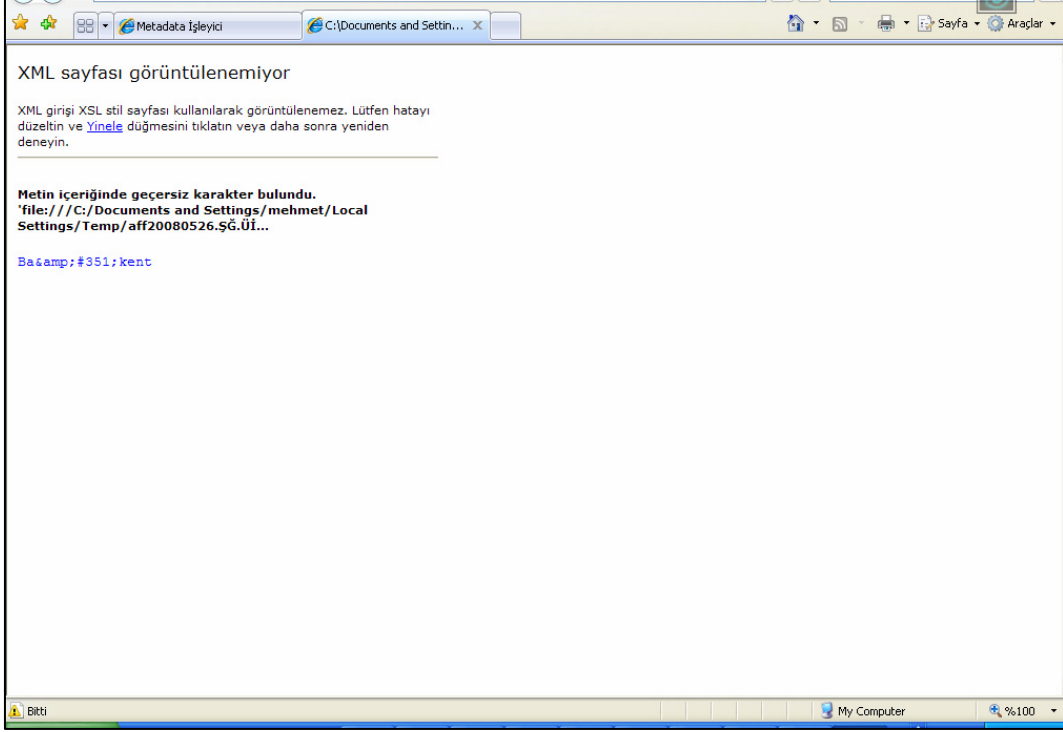 Metadata İşleyici
C:\Documents and Settin...
X
Sayfa
Araçlar
XML sayfası görüntülenemiyor
XML girişi XSL stil sayfası kullanılarak görüntülenemez. Lütfen hatayı
düzeltin ve Yinele düğmesini tıklatın veya daha sonra yeniden
deneyin.
Metin içeriğinde geçersiz karakter bulundu.
'file:///C:/Documents and Settings/mehmet/Local
Settings/Temp/aff20080526.ŞĞ.Üİ...
Ba&amp;#351;kent
Bitti
My Computer
%100